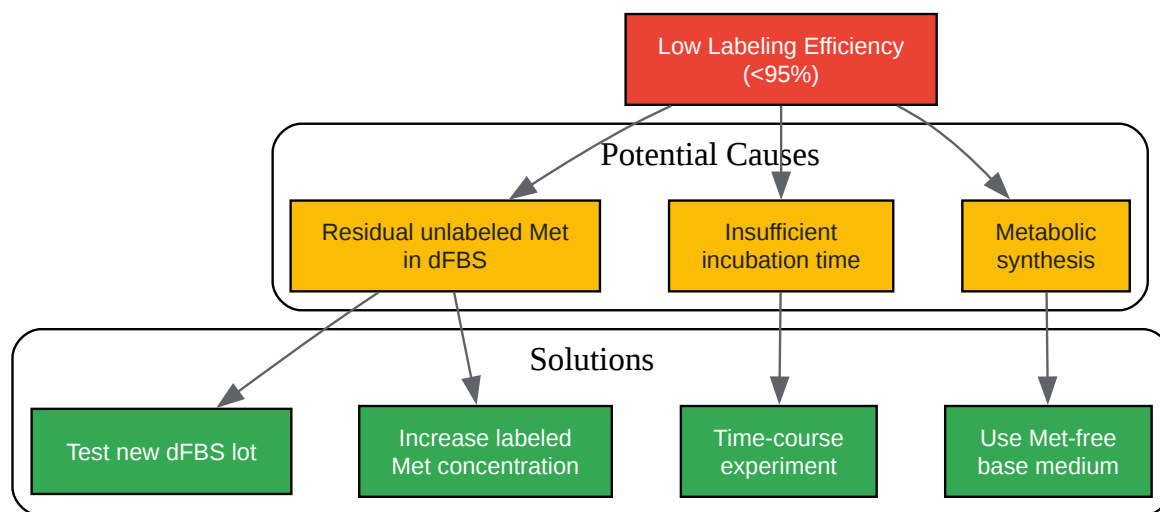 Low Labeling Efficiency
(<95%)
Potential Causes
Residual unlabeled Met
in dFBS
Insufficient
incubation time
Metabolic
synthesis
Solutions
Test new dFBS lot
Increase labeled
Met concentration
Time-course
experiment
Use Met-free
base medium